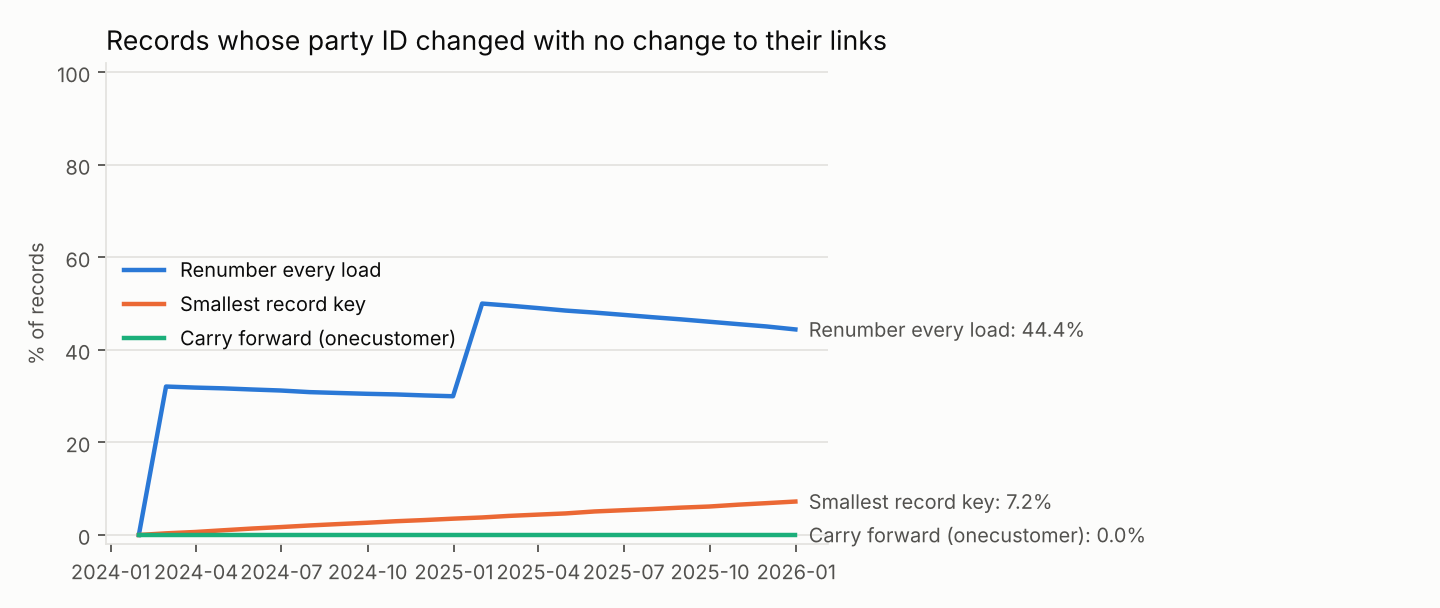 Records whose party ID changed with no change to their links
% of records
100
80
60
40
20
0
Renumber every load
Smallest record key
Carry forward (onecustomer)
Renumber every load: 44.4%
Smallest record key: 7.2%
Carry forward (onecustomer): 0.0%
2024-01 2024-04 2024-07 2024-10 2025-01 2025-04 2025-07 2025-10 2026-01